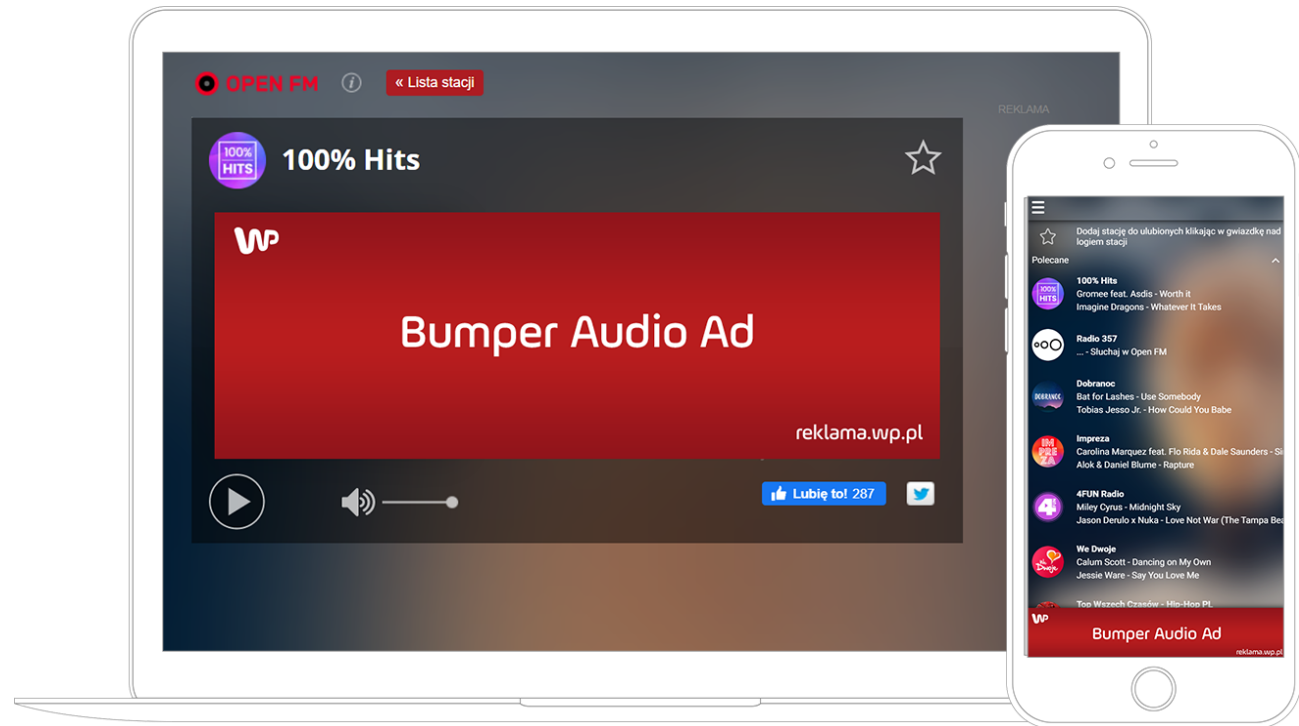 OPEN FM
i
« Lista stacji
REKLAMA
100% HITS
100% Hits
WP
Bumper Audio Ad
reklama.wp.pl
Lubię to! 287
Dodaj stację do ulubionych klikając w gwiazdkę nad
logiem stacji
Polecane
100% HITS
100% Hits
Gromee feat. Asdis - Worth it
Imagine Dragons - Whatever It Takes
Radio 357
... - Słuchaj w Open FM
DOBRANOC
Dobranoc
Bat for Lashes - Use Somebody
Tobias Jesso Jr. - How Could You Babe
IMPREZA
Impreza
Carolina Marquez feat. Flo Rida & Dale Saunders - Si
Alok & Daniel Blume - Rapture
4
4FUN Radio
Miley Cyrus - Midnight Sky
Jason Derulo x Nuka - Love Not War (The Tampa Bea
We Dwoje
Calum Scott - Dancing on My Own
Jessie Ware - Say You Love Me
Top Wszech Czasów - Hip-Hop PL
WP
Bumper Audio Ad
reklama.wp.pl